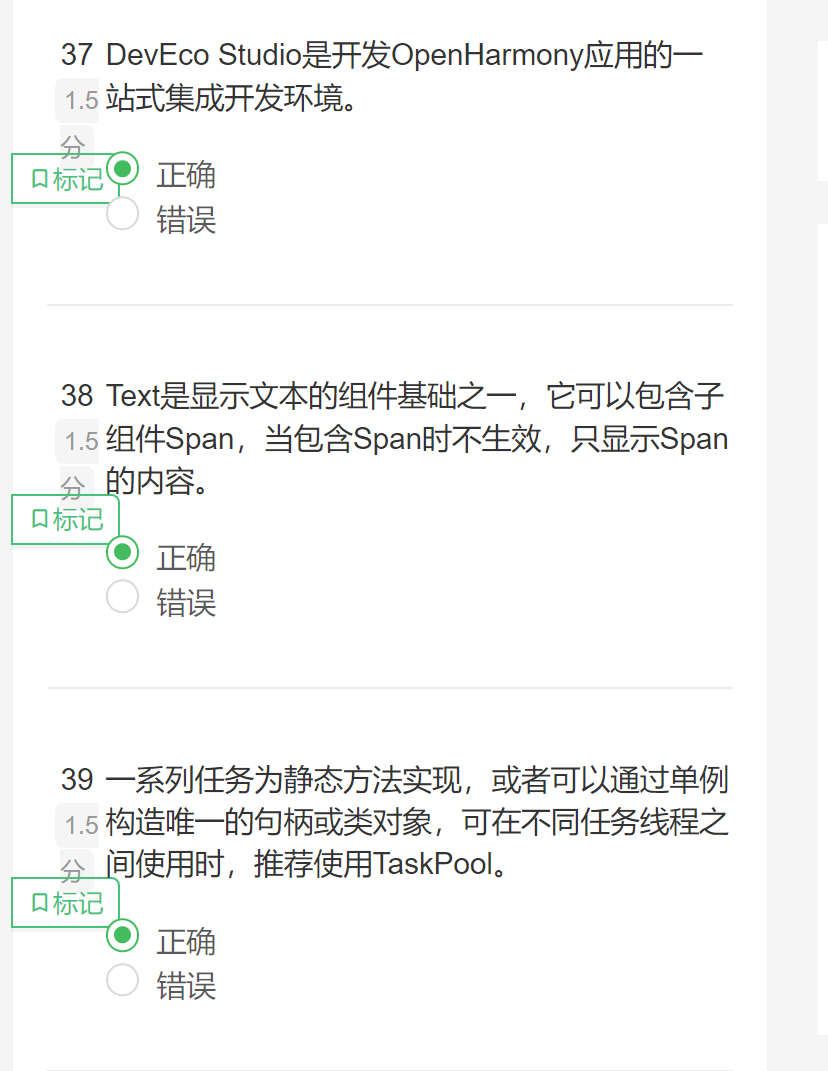 37 DevEco Studio是开发OpenHarmony应用的一
1.5 站式集成开发环境。
分
标记
正确
错误
38 Text是显示文本的组件基础之一，它可以包含子
1.5 组件Span，当包含Span时不生效，只显示Span
分 的内容。
标记
正确
错误
39 一系列任务为静态方法实现，或者可以通过单例
1.5 构造唯一的句柄或类对象，可在不同任务线程之
分 间使用时，推荐使用TaskPool。
标记
正确
错误